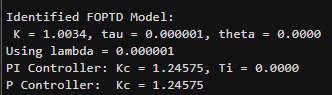 Identified FOPTD Model:
K = 1.0034, tau = 0.000001, theta = 0.0000
Using lambda = 0.000001
PI Controller: Kc = 1.24575, Ti = 0.0000
P Controller:  Kc = 1.24575